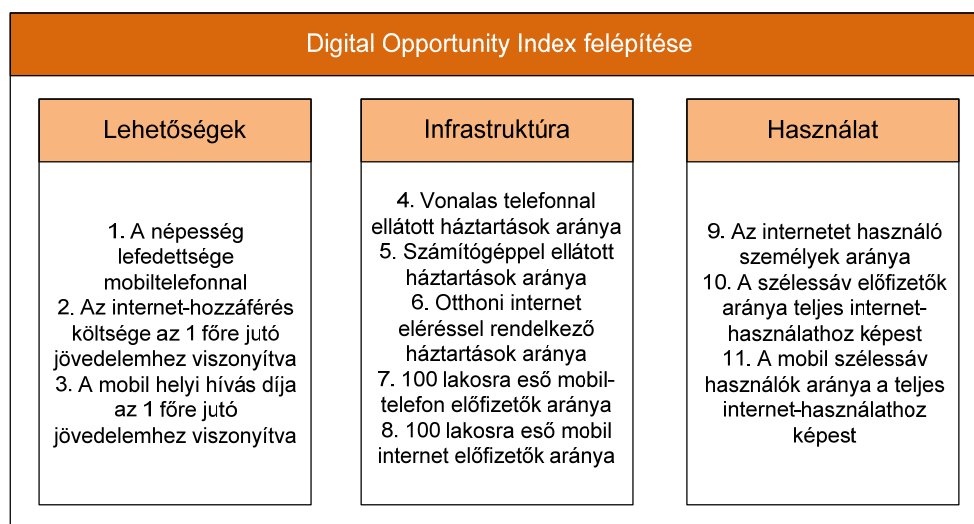 Digital Opportunity Index felépítése
Lehetőségek
1. A népesség
lefedettsége
mobiltelefonnal
2. Az internet-hozzáférés
költsége az 1 főre jutó
jövedelemhez viszonyítva
3. A mobil helyi hívás díja
az 1 főre jutó
jövedelemhez viszonyítva
Infrastruktúra
4. Vonalas telefonnal
ellátott háztartások aránya
5. Számítógéppel ellátott
háztartások aránya
6. Otthoni internet
eléréssel rendelkező
háztartások aránya
7. 100 lakosra eső mobil-
telefon előfizetők aránya
8. 100 lakosra eső mobil
internet előfizetők aránya
Használat
9. Az internetet használó
személyek aránya
10. A szélessáv előfizetők
aránya teljes internet-
használathoz képest
11. A mobil szélessáv
használók aránya a teljes
internet-használathoz
képest